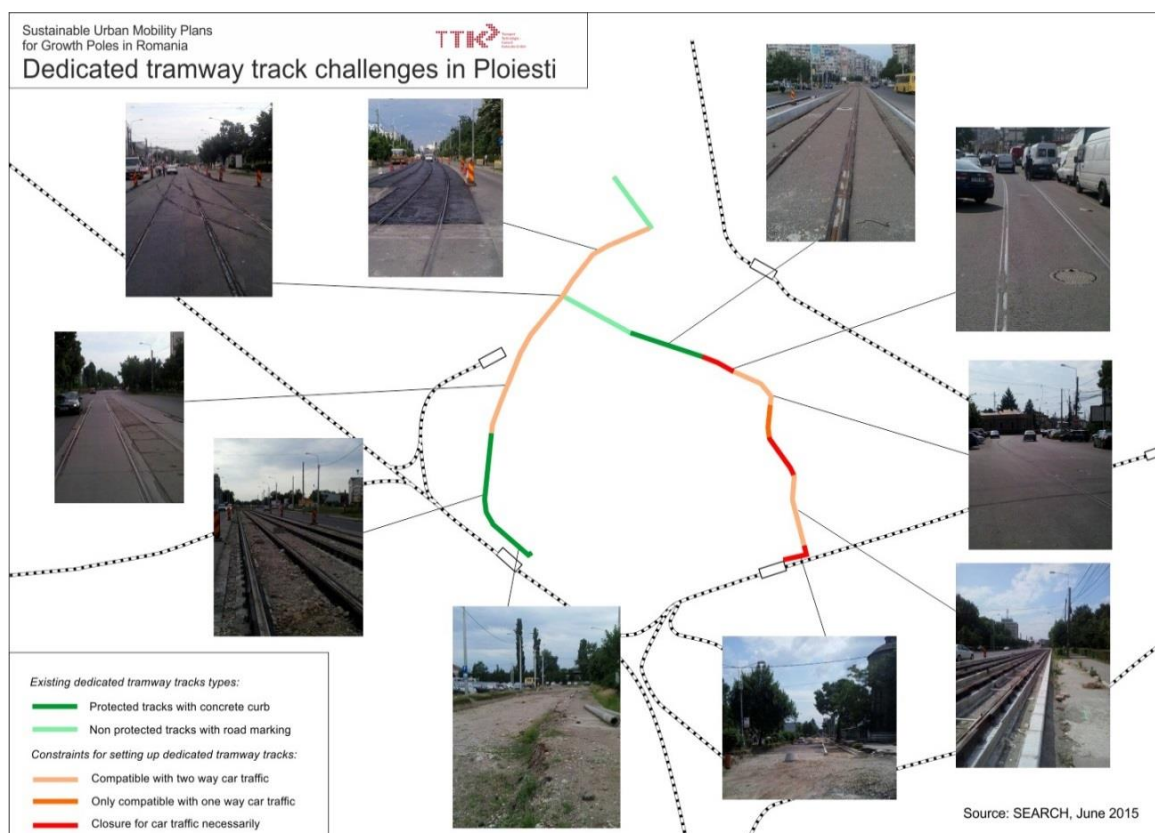 Sustainable Urban Mobility Plans
for Growth Poles in Romania
TTK
Dedicated tramway track challenges in Ploiesti
Existing dedicated tramway tracks types:
Protected tracks with concrete curb
Non protected tracks with road marking
Constraints for setting up dedicated tramway tracks:
Compatible with two way car traffic
Only compatible with one way car traffic
Closure for car traffic necessarily
Source: SEARCH, June 2015